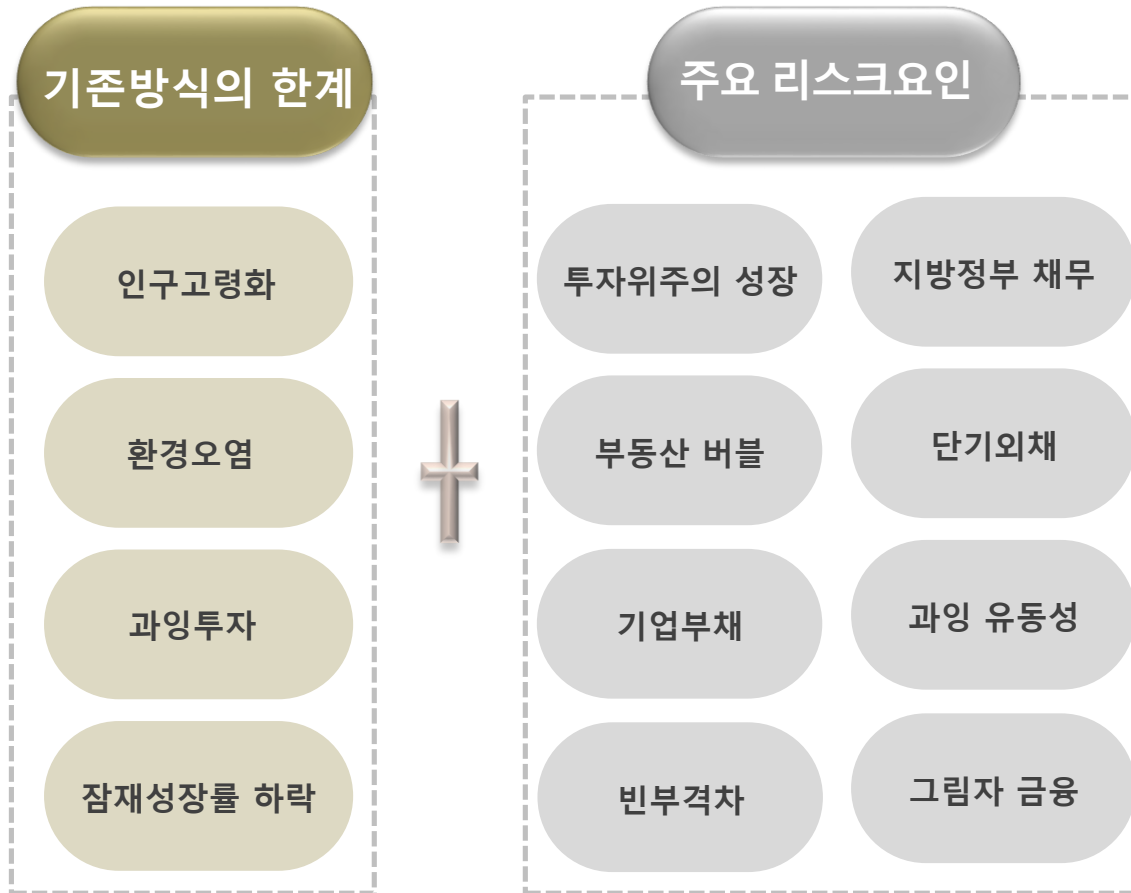 기존방식의 한계
인구고령화
환경오염
과잉투자
잠재성장률 하락
주요 리스크요인
투자위주의 성장
지방정부 채무
부동산 버블
단기외채
기업부채
과잉 유동성
빈부격차
그림자 금융